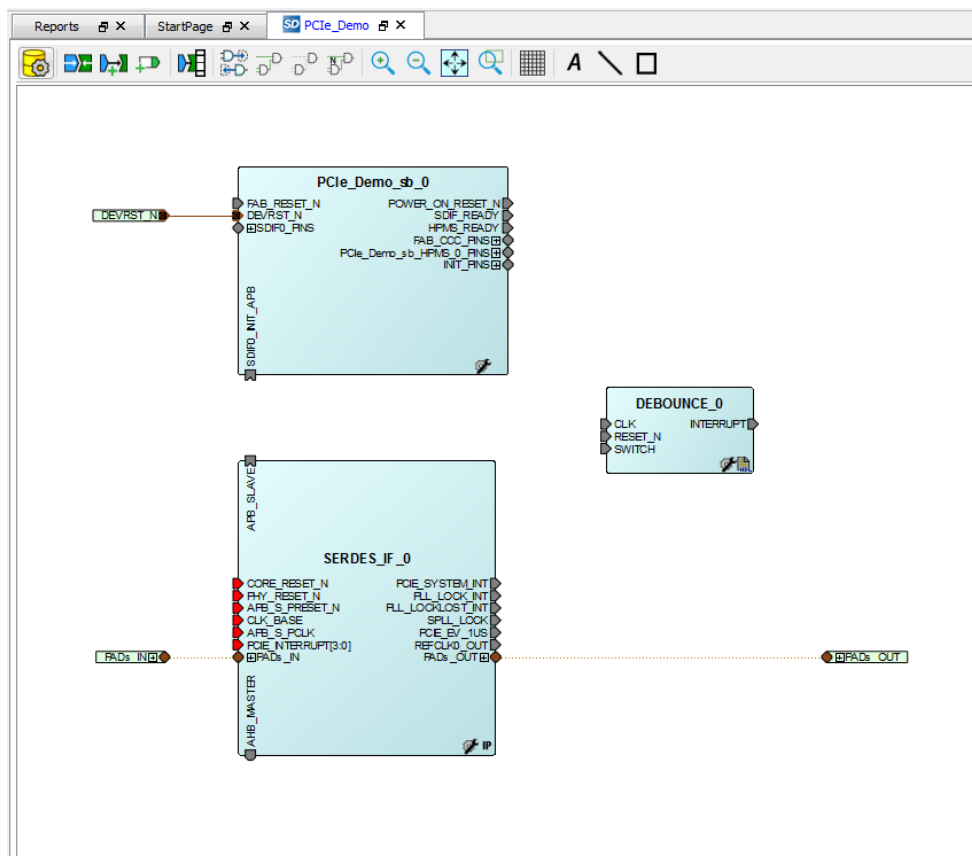 Reports
StartPage
SD PCIe_Demo
A
PCIe_Demo_sb_0
FAB_RESET_N
DEVRST_N
SDIF0_PINS
POWER_ON_RESET_N
SDIF_READY
HPMS_READY
FAB_CCC_PINS
PCIe_Demo_sb_HPMS_0_PINS
INIT_PINS
SDIF0_INIT_APB
DEVRST_N
DEBOUNCE_0
CLK
RESET_N
SWITCH
INTERRUPT
APB_SLAVE
SERDES_IF_0
CORE_RESET_N
PHY_RESET_N
APB_S_PRESET_N
CLK_BASE
APB_S_PCLK
PCIE_INTERRUPT[3:0]
PADs_IN
PCIE_SYSTEM_INT
PLL_LOCK_INT
PLL_LOCKLOST_INT
SPLL_LOCK
PCIE_EV_1US
REFCLK0_OUT
PADs_OUT
AHB_MASTER
IP
PADs_IN
PADs_OUT